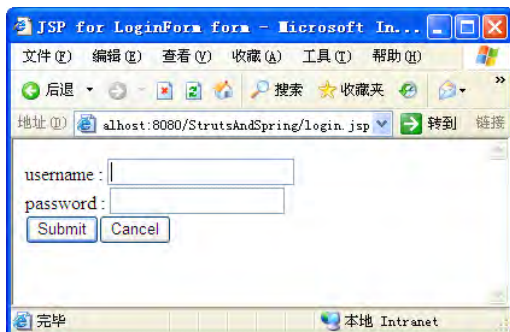 JSP for LoginForm form - Microsoft In...
文件(F) 编辑(E) 查看(V) 收藏(A) 工具(T) 帮助(H)
后退 搜索 收藏夹 »
地址(D) alhost:8080/StrutsAndSpring/login.jsp 转到 链接
username :
password :
Submit Cancel
完毕 本地 Intranet